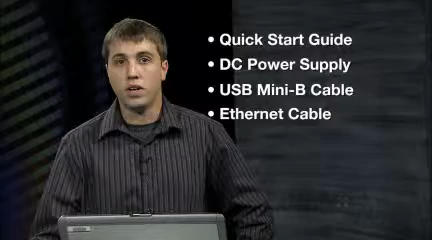 • Quick Start Guide
• DC Power Supply
• USB Mini-B Cable
• Ethernet Cable